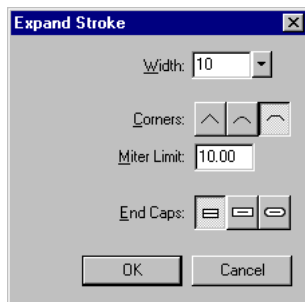 Expand Stroke
Width: 10
Corners:
Miter Limit: 10.00
End Caps:
OK Cancel